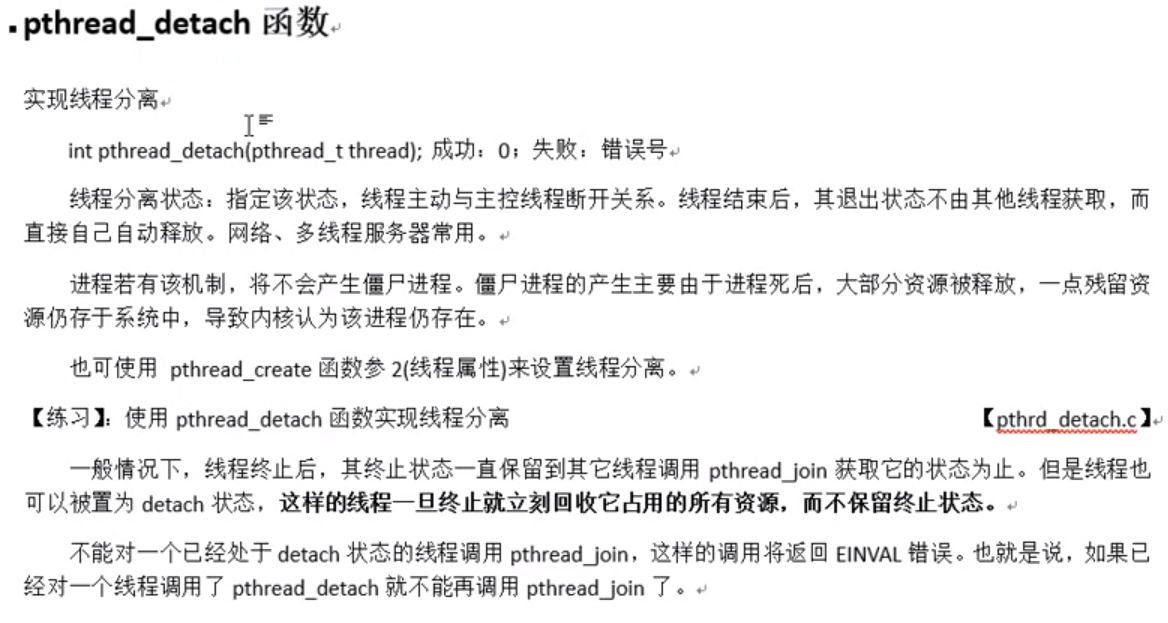 pthread_detach 函数
实现线程分离
int pthread_detach(pthread_t thread); 成功：0；失败：错误号
线程分离状态：指定该状态，线程主动与主控线程断开关系。线程结束后，其退出状态不由其他线程获取，而
直接自己自动释放。网络、多线程服务器常用。
进程若有该机制，将不会产生僵尸进程。僵尸进程的产生主要由于进程死后，大部分资源被释放，一点残留资
源仍存于系统中，导致内核认为该进程仍存在。
也可使用 pthread_create 函数参 2(线程属性)来设置线程分离。
【练习】：使用 pthread_detach 函数实现线程分离 【pthrd_detach.c】
一般情况下，线程终止后，其终止状态一直保留到其它线程调用 pthread_join 获取它的状态为止。但是线程也
可以被置为 detach 状态，这样的线程一旦终止就立刻回收它占用的所有资源，而不保留终止状态。
不能对一个已经处于 detach 状态的线程调用 pthread_join，这样的调用将返回 EINVAL 错误。也就是说，如果已
经对一个线程调用了 pthread_detach 就不能再调用 pthread_join 了。